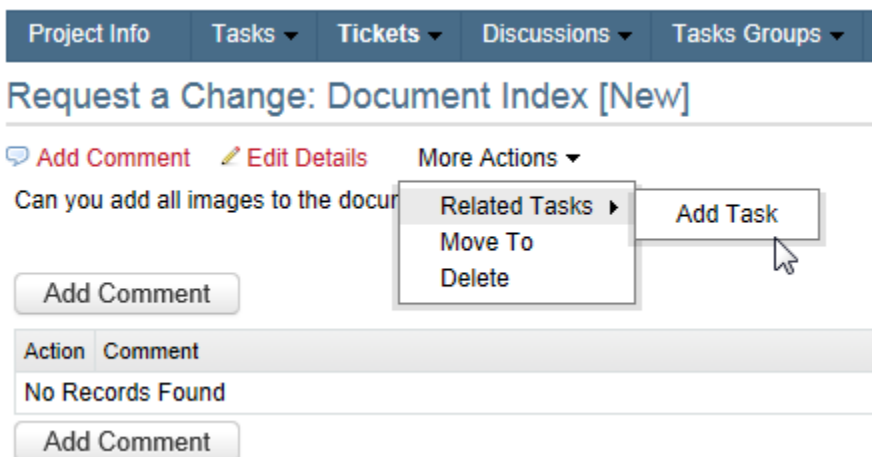 Project Info Tasks Tickets Discussions Tasks Groups
Request a Change: Document Index [New]
Add Comment Edit Details More Actions
Can you add all images to the
Related Tasks Add Task
Move To
Delete
Add Comment
Action Comment
No Records Found
Add Comment